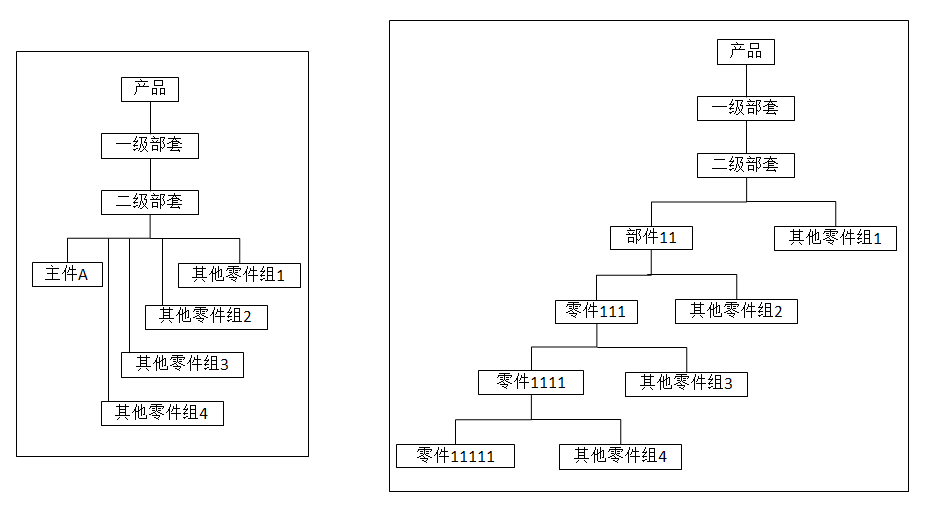 产品
一级部套
二级部套
主件A
其他零件组1
其他零件组2
其他零件组3
其他零件组4
产品
一级部套
二级部套
部件11
其他零件组1
零件111
其他零件组2
零件1111
其他零件组3
零件11111
其他零件组4